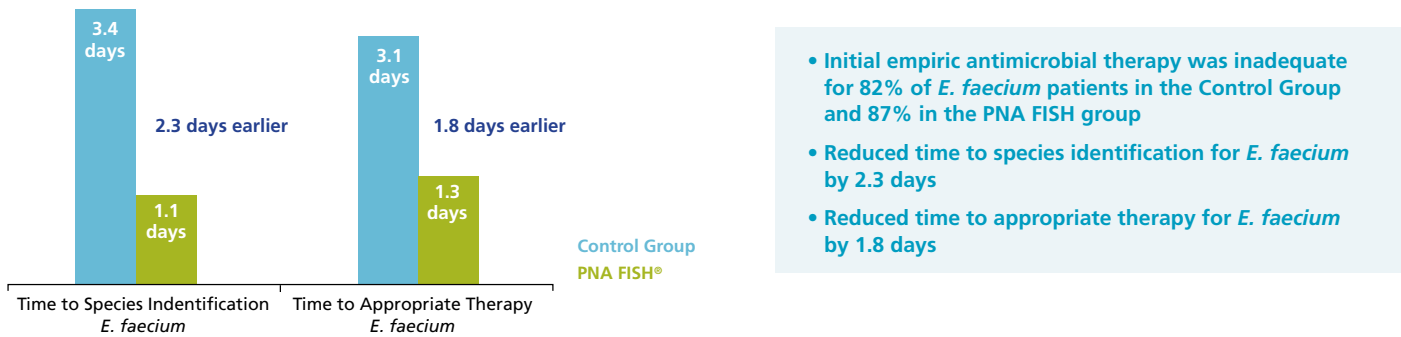 3.4
days
1.1
days
2.3 days earlier
3.1
days
1.3
days
1.8 days earlier
Control Group
PNA FISH®
Time to Species Indentification
E. faecium
Time to Appropriate Therapy
E. faecium
• Initial empiric antimicrobial therapy was inadequate
for 82% of E. faecium patients in the Control Group
and 87% in the PNA FISH group
• Reduced time to species identification for E. faecium
by 2.3 days
• Reduced time to appropriate therapy for E. faecium
by 1.8 days